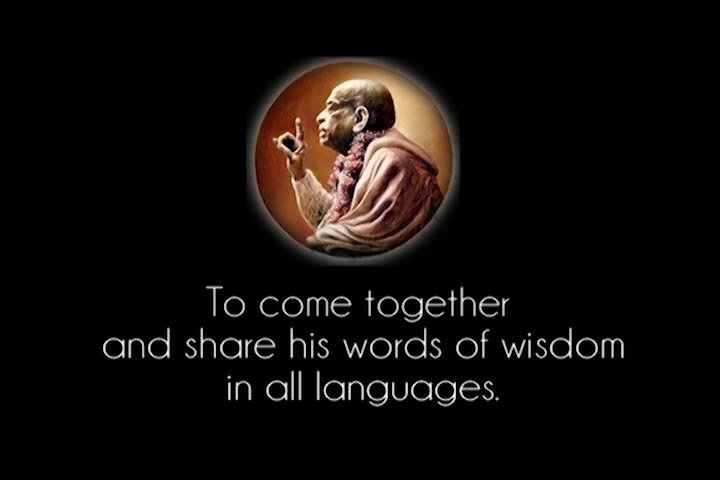 To come together
and share his words of wisdom
in all languages.